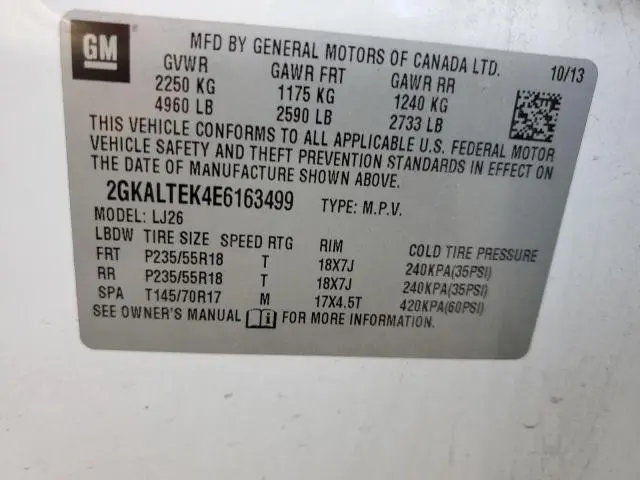 GM
MFD BY GENERAL MOTORS OF CANADA LTD. 10/13
GVWR GAWR FRT GAWR RR
2250 KG 1175 KG 1240 KG
4960 LB 2590 LB 2733 LB
THIS VEHICLE CONFORMS TO ALL APPLICABLE U.S. FEDERAL MOTOR
VEHICLE SAFETY AND THEFT PREVENTION STANDARDS IN EFFECT ON
THE DATE OF MANUFACTURE SHOWN ABOVE.
2GKALTEK4E6163499 TYPE: M.P.V.
MODEL: LJ26
LBDW TIRE SIZE SPEED RTG RIM COLD TIRE PRESSURE
FRT P235/55R18 T 18X7J 240KPA(35PSI)
RR P235/55R18 T 18X7J 240KPA(35PSI)
SPA T145/70R17 M 17X4.5T 420KPA(60PSI)
SEE OWNER'S MANUAL FOR MORE INFORMATION.